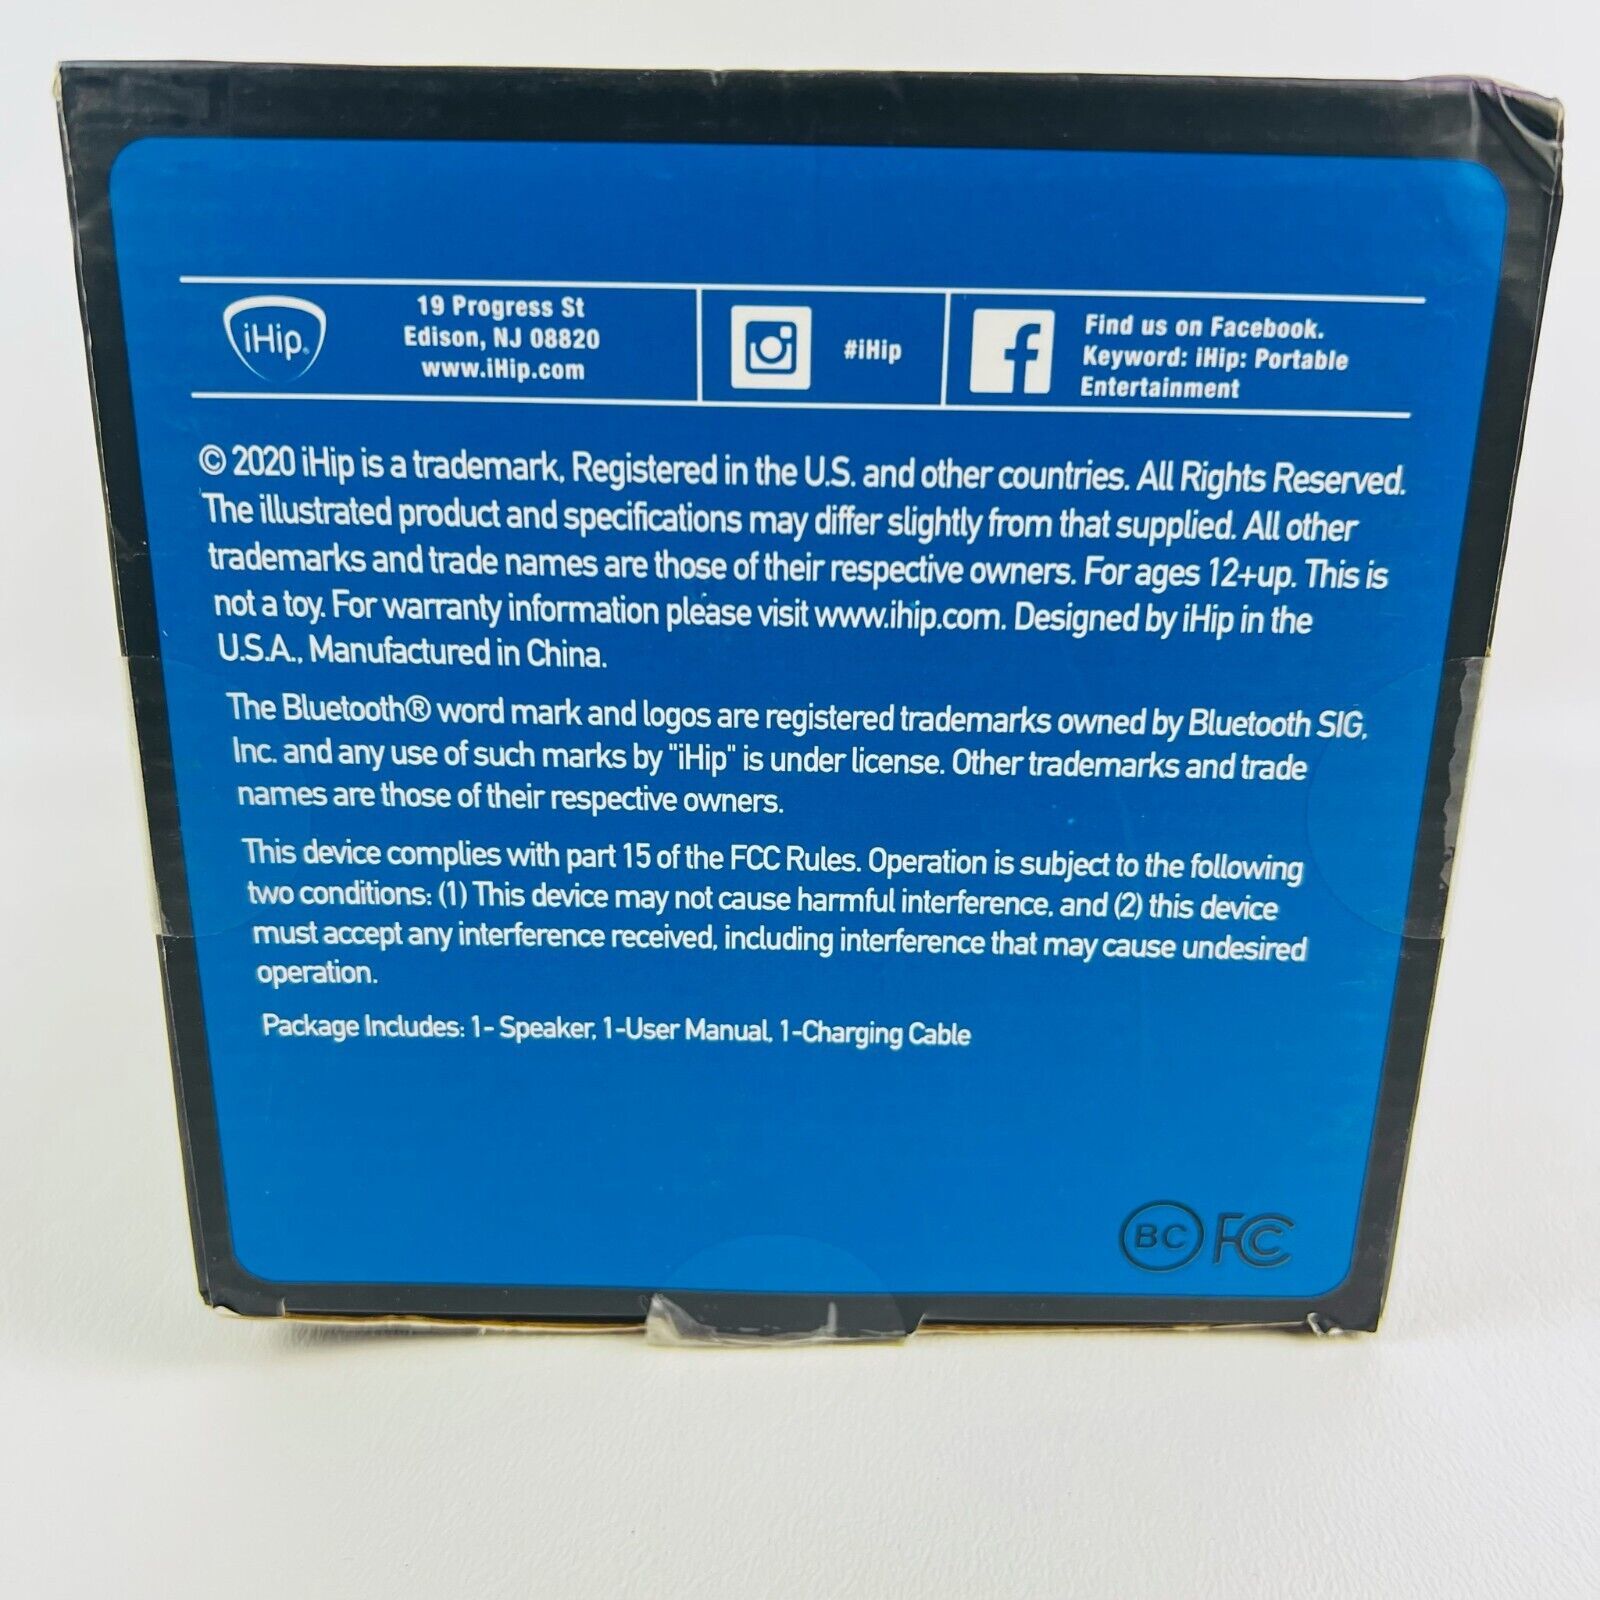 iHip®
19 Progress St
Edison, NJ 08820
www.iHip.com
#iHip
Find us on Facebook.
Keyword: iHip: Portable
Entertainment
© 2020 iHip is a trademark, Registered in the U.S. and other countries. All Rights Reserved.
The illustrated product and specifications may differ slightly from that supplied. All other
trademarks and trade names are those of their respective owners. For ages 12+up. This is
not a toy. For warranty information please visit www.ihip.com. Designed by iHip in the
U.S.A., Manufactured in China.
The Bluetooth® word mark and logos are registered trademarks owned by Bluetooth SIG,
Inc. and any use of such marks by "iHip" is under license. Other trademarks and trade
names are those of their respective owners.
This device complies with part 15 of the FCC Rules. Operation is subject to the following
two conditions: (1) This device may not cause harmful interference, and (2) this device
must accept any interference received, including interference that may cause undesired
operation.
Package Includes: 1- Speaker, 1-User Manual, 1-Charging Cable
BC FCC